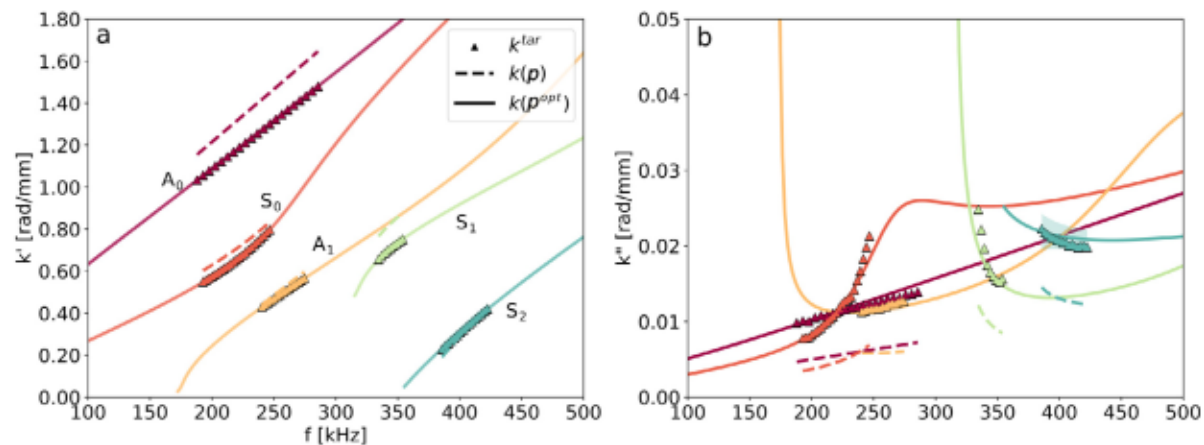 a
k^tar
k(p)
k(p^opt)
A₀
S₀
A₁
S₁
S₂
k' [rad/mm]
1.80
1.60
1.40
1.20
1.00
0.80
0.60
0.40
0.20
0.00
100 150 200 250 300 350 400 450 500
f [kHz]
b
k" [rad/mm]
0.05
0.04
0.03
0.02
0.01
0.00
100 150 200 250 300 350 400 450 500